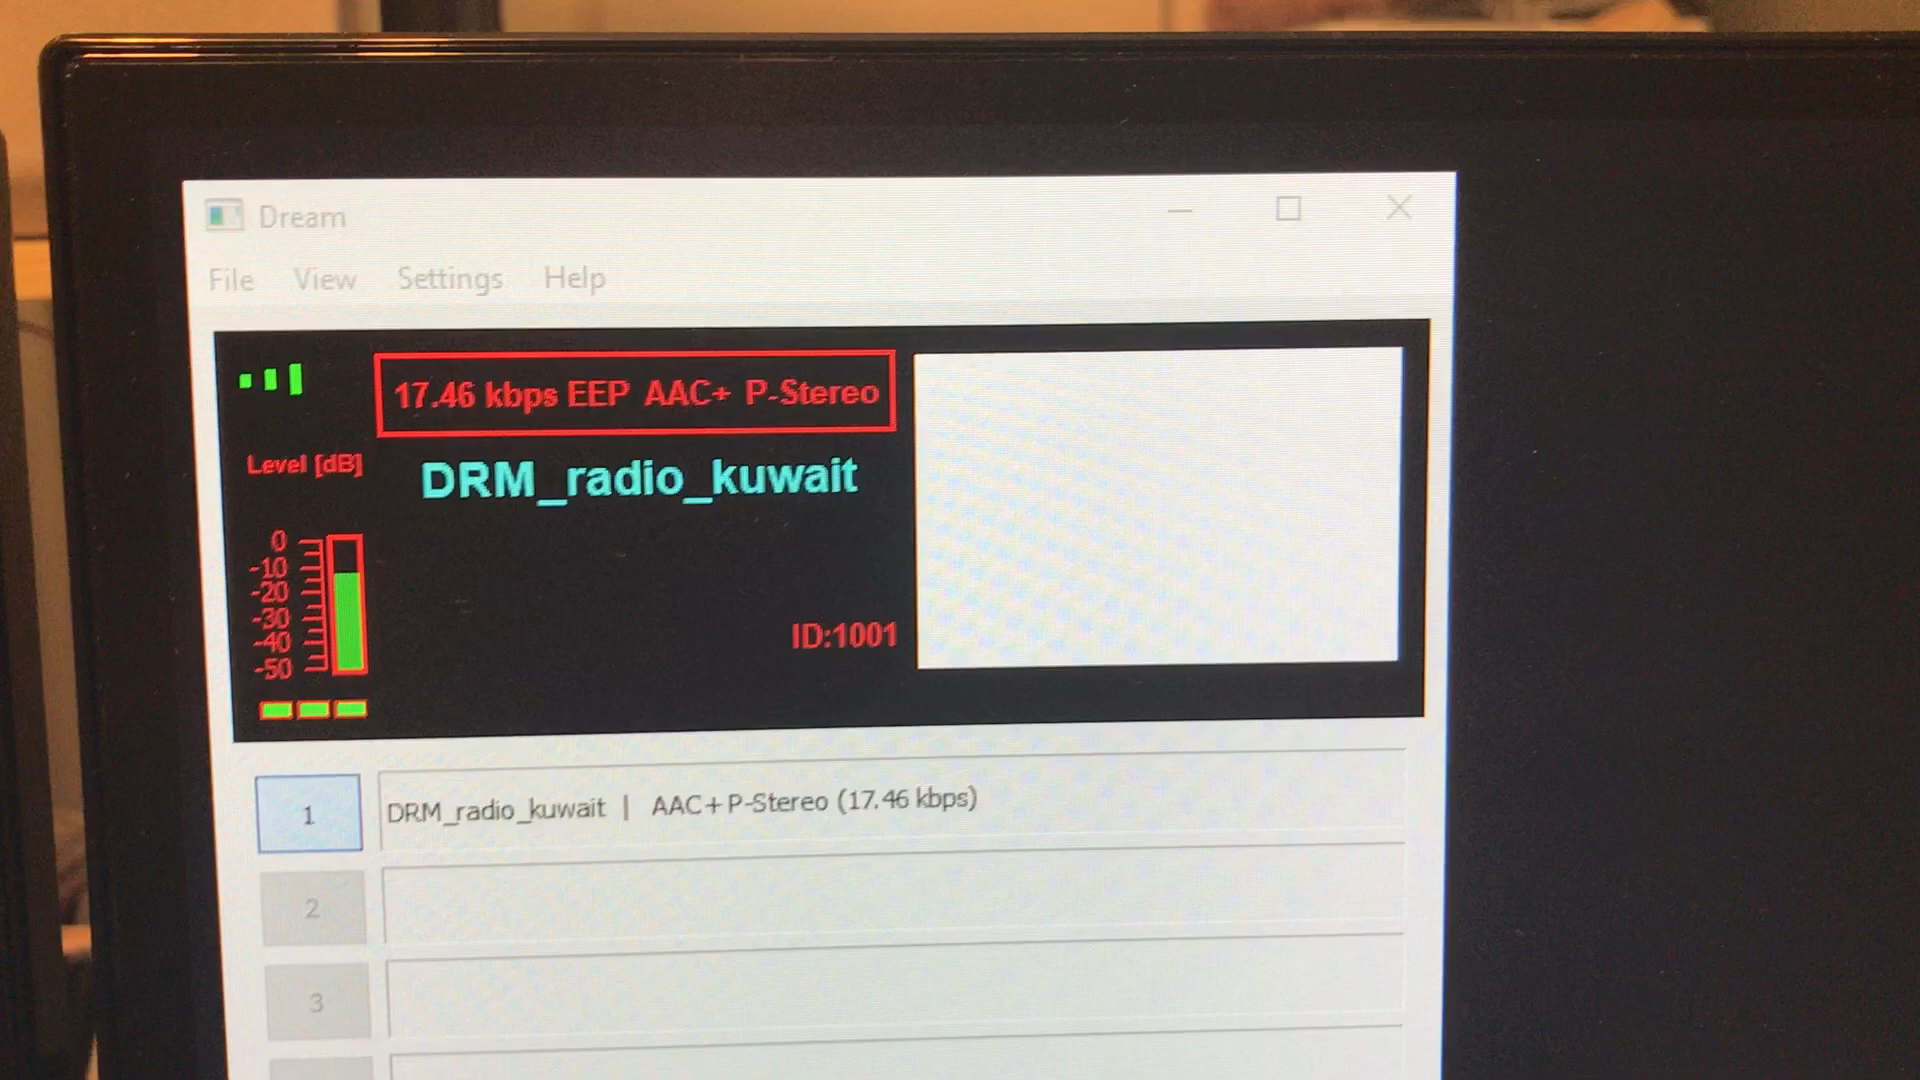 Dream
File View Settings Help
17.46 kbps EEP AAC+ P-Stereo
Level [dB]
DRM_radio_kuwait
0
-10
-20
-30
-40
-50
ID:1001
1 DRM_radio_kuwait | AAC+ P-Stereo (17.46 kbps)
2
3